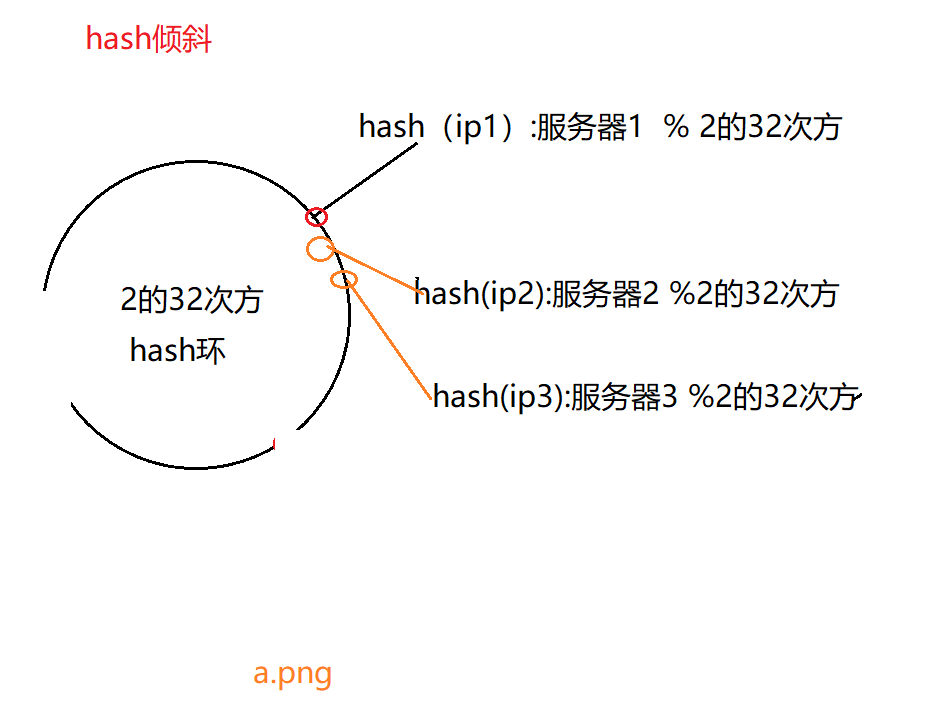 hash倾斜
hash（ip1）:服务器1 % 2的32次方
2的32次方
hash环
hash(ip2):服务器2 %2的32次方
hash(ip3):服务器3 %2的32次方
a.png